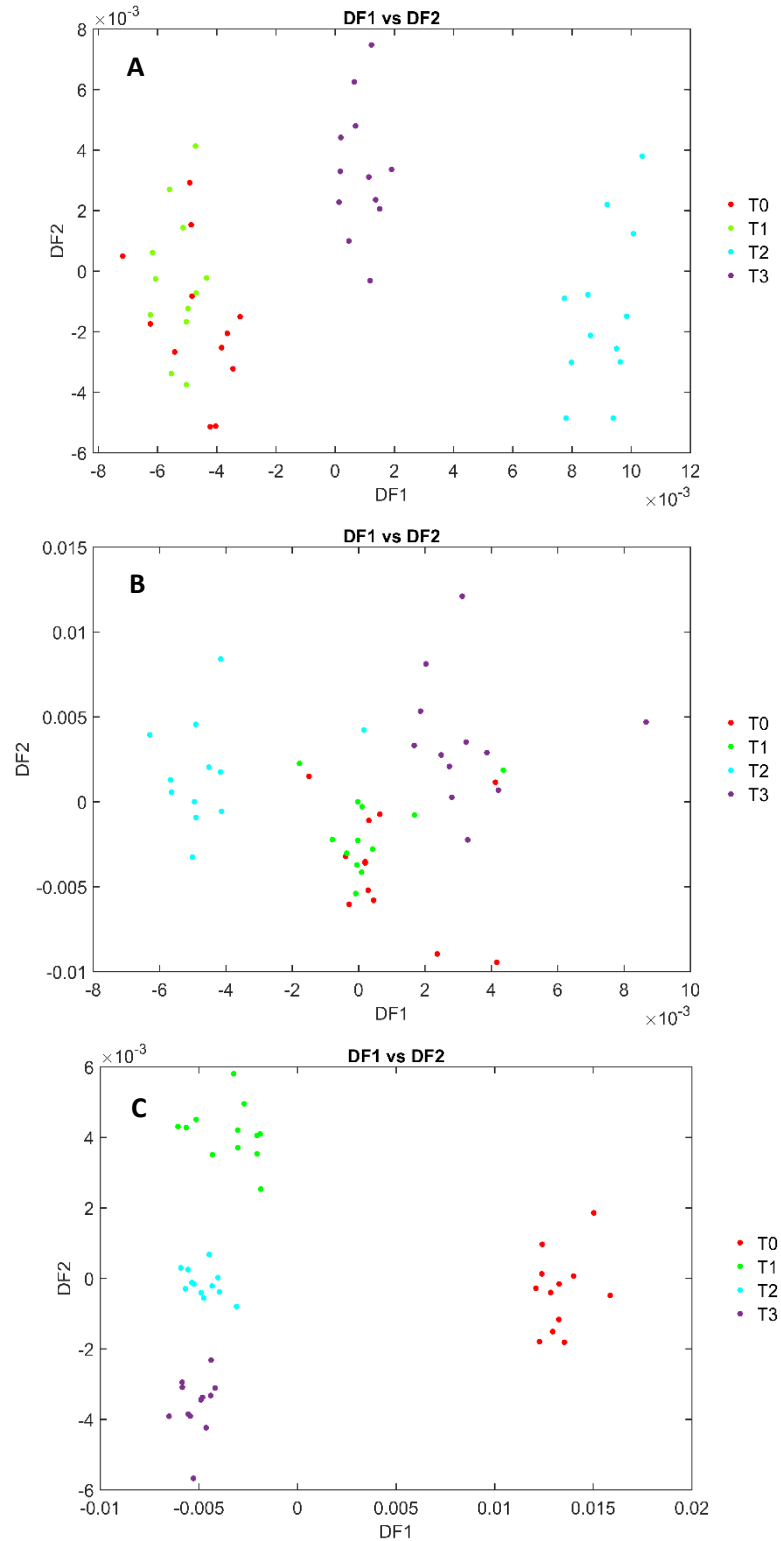 DF1 vs DF2
×10-3
A
8
6
4
2
0
-2
-4
-6
DF2
-8 -6 -4 -2 0 2 4 6 8 10 12
DF1
×10-3
T0
T1
T2
T3
DF1 vs DF2
B
0.015
0.01
0.005
0
-0.005
-0.01
DF2
-8 -6 -4 -2 0 2 4 6 8 10
DF1
×10-3
T0
T1
T2
T3
DF1 vs DF2
×10-3
C
6
4
2
0
-2
-4
-6
DF2
-0.01 -0.005 0 0.005 0.01 0.015 0.02
DF1
T0
T1
T2
T3